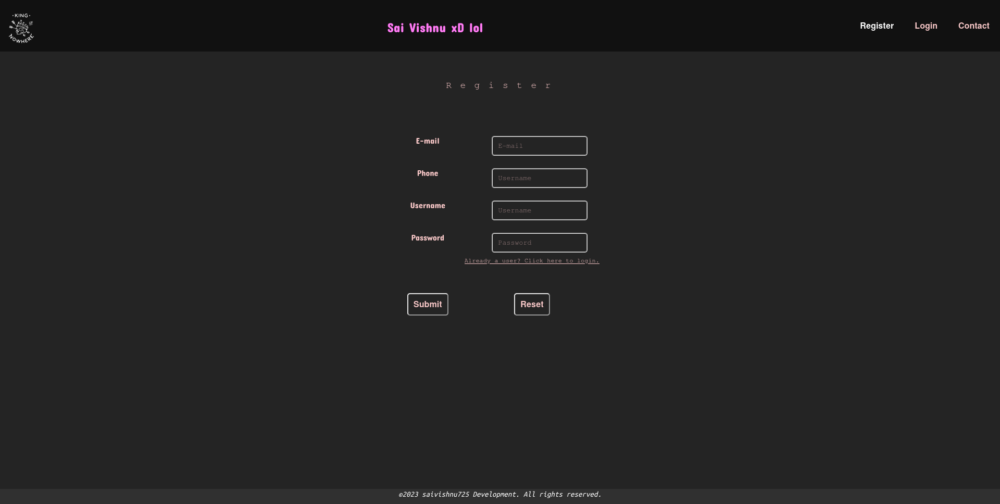 ·KING·
NOWHERE
Sai Vishnu xD lol
Register Login Contact
Register
E-mail E-mail
Phone Username
Username Username
Password Password
Already a user? Click here to login.
Submit Reset
©2023 saivishnu725 Development. All rights reserved.